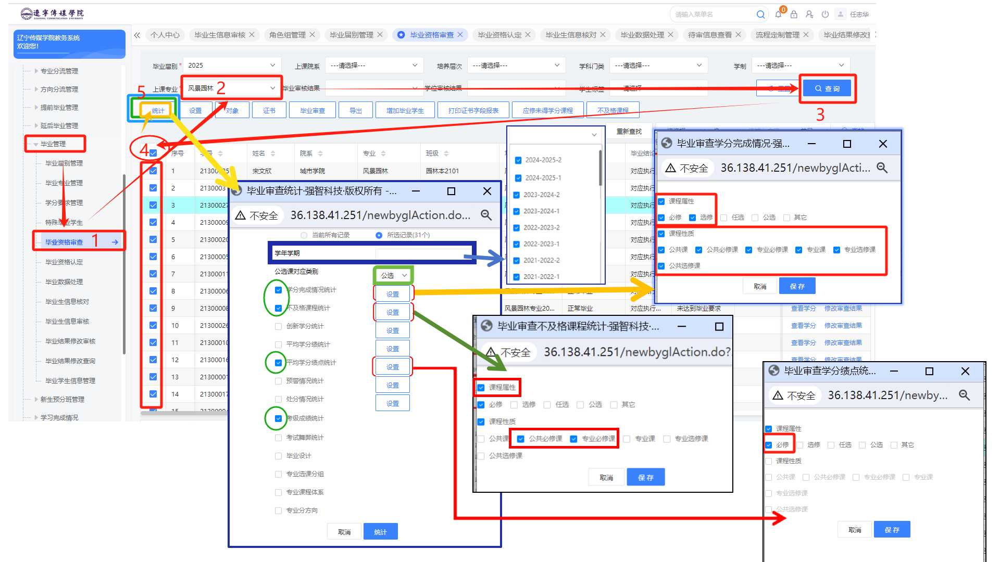 遼寧傳媒學院
LIAONING COMMUNICATION UNIVERSITY
请输入菜单名
0
任志华
辽宁传媒学院教务系统
欢迎您!
个人中心
毕业生信息审核
角色组管理
毕业届别管理
毕业资格审查
毕业资格认定
毕业生信息核对
毕业数据处理
待审信息查看
流程定制管理
毕业结果修改
专业分流管理
方向分流管理
提前毕业管理
延后毕业管理
毕业管理
毕业届别管理
毕业专业管理
学分要求管理
特殊毕业学生
毕业资格审查 1
毕业资格认定
毕业数据处理
毕业生信息核对
毕业生信息审核
毕业结果修改审核
毕业结果修改查询
毕业学生信息管理
新生预分班管理
学习完成情况
毕业届别* 2025
上课院系 ---请选择---
培养层次 ---请选择---
学科门类 ---请选择---
学制 ---请选择---
上课专业* 风景园林 2
毕业审核结果
学位审核结果
学生标签
请选择
查 询
3
5
统计
设置
对象
证书
毕业审查
导出
增加毕业学生
打印证书字段报表
应修未得学分课程
不及格课程
重新查找
4
序号 学号 姓名 院系 专业 班级
毕业结论
1 宋文欣 城市学院 风景园林 园林本2101 对应执行
2 2130003 对应执行
3 21300027 对应执行
4 21300009 对应执行
5 21300020 对应执行
6 21300005 对应执行
7 21300011 对应执行
8 21300006 对应执行
9 21300008 风景园林专业20... 正常毕业 对应执行... 未达到毕业要求 查看学分 修改审查结果
10 21300026 查看学分 修改审查结果
11 21300010 查看学分 修改审查结果
12 21300016 查看学分 修改审查结果
13 21300001
14 21300017
15
毕业审查统计·强智科技·版权所有 -...
不安全 36.138.41.251/newbyglAction.do...
当前所有记录 所选记录(31个)
学年学期
公选课对应类别 公选
学分完成情况统计 设置
不及格课程统计 设置
创新学分统计 设置
平均学分绩统计 设置
平均学分绩点统计 设置
预警情况统计 设置
处分情况统计 设置
考级成绩统计
考试舞弊统计
毕业设计
专业选课分组
专业课程体系
专业分方向
取消 统计
2024-2025-2
2024-2025-1
2023-2024-2
2023-2024-1
2022-2023-2
2022-2023-1
2021-2022-2
2021-2022-1
毕业审查学分完成情况·强...
不安全 36.138.41.251/newbyglActi...
课程属性
必修 选修 任选 公选 其它
课程性质
公共课 公共必修课 专业必修课 专业课 专业选修课
公共选修课
取消 保 存
毕业审查不及格课程统计·强智科技·...
不安全 36.138.41.251/newbyglAction.do?
课程属性
必修 选修 任选 公选 其它
课程性质
公共课 公共必修课 专业必修课 专业课 专业选修课
公共选修课
取消 保 存
毕业审查学分绩点统...
不安全 36.138.41.251/newby...
课程属性
必修 选修 任选 公选 其它
课程性质
公共课 公共必修课 专业必修课 专业课
专业选修课
公共选修课
取消 保 存